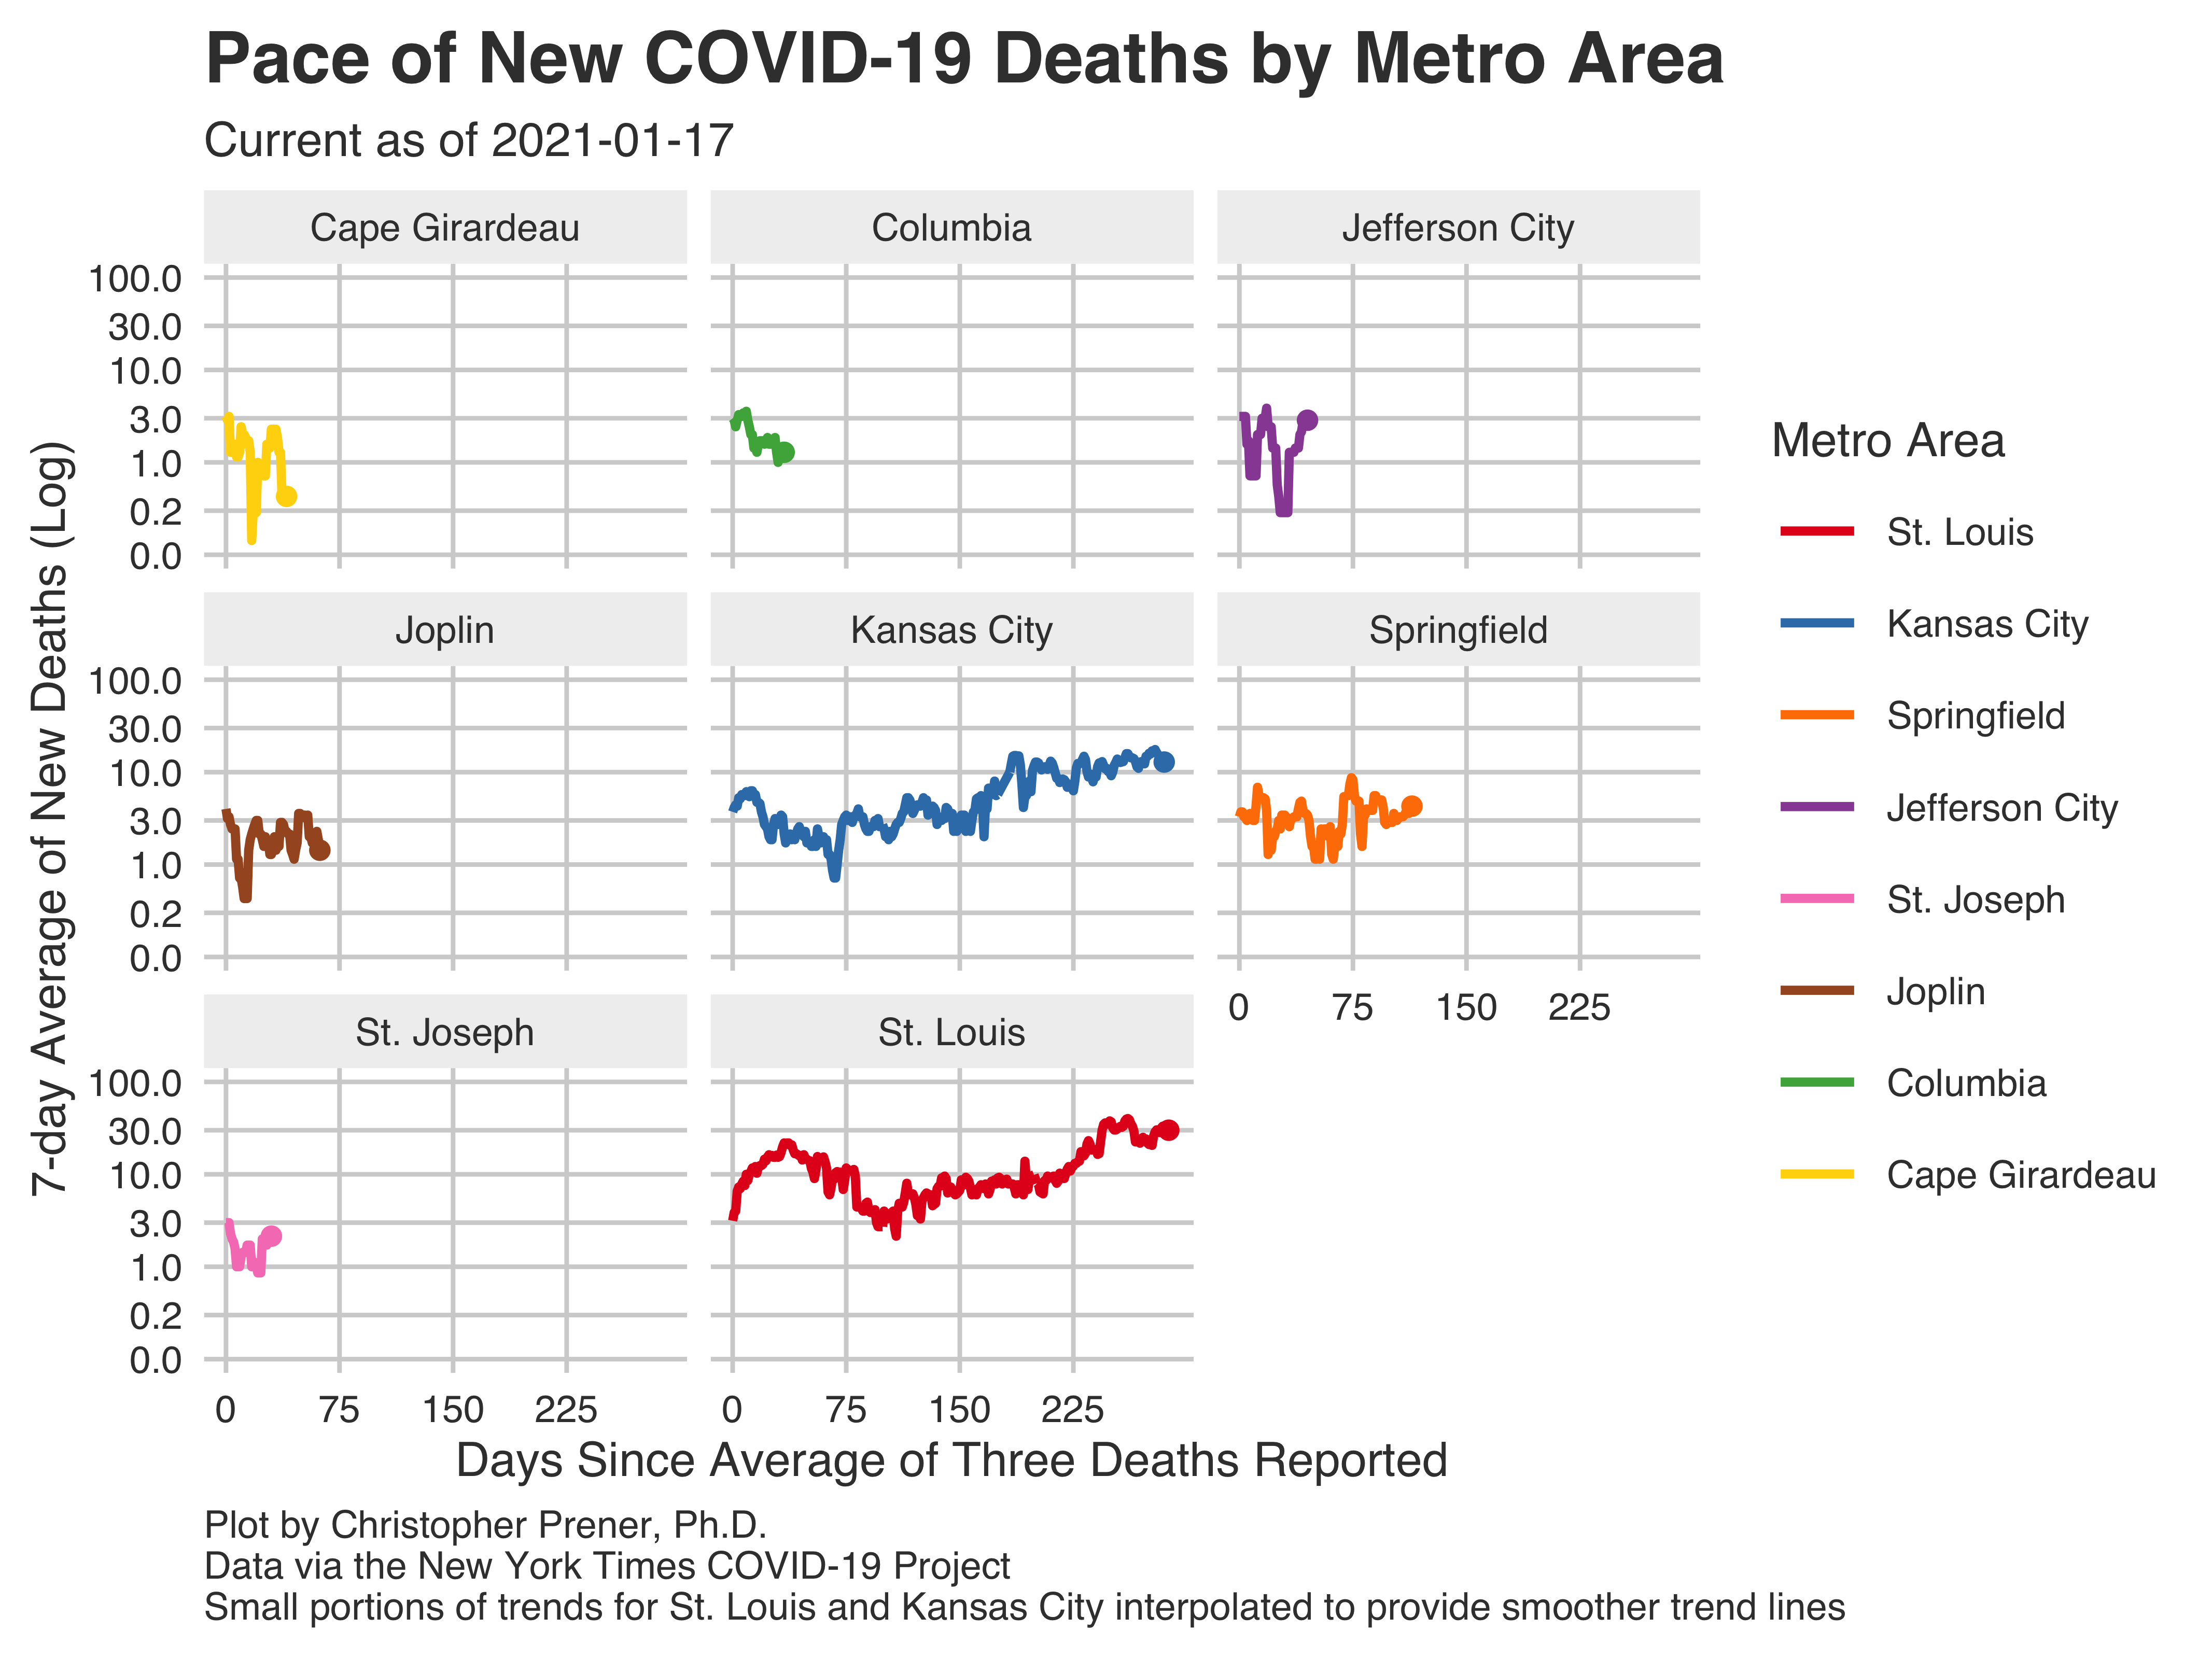 Pace of New COVID-19 Deaths by Metro Area
Current as of 2021-01-17
7-day Average of New Deaths (Log)
Cape Girardeau
Columbia
Jefferson City
100.0
30.0
10.0
3.0
1.0
0.2
0.0
Joplin
Kansas City
Springfield
100.0
30.0
10.0
3.0
1.0
0.2
0.0
0 75 150 225
St. Joseph
St. Louis
100.0
30.0
10.0
3.0
1.0
0.2
0.0
0 75 150 225
0 75 150 225
Days Since Average of Three Deaths Reported
Metro Area
St. Louis
Kansas City
Springfield
Jefferson City
St. Joseph
Joplin
Columbia
Cape Girardeau
Plot by Christopher Prener, Ph.D.
Data via the New York Times COVID-19 Project
Small portions of trends for St. Louis and Kansas City interpolated to provide smoother trend lines